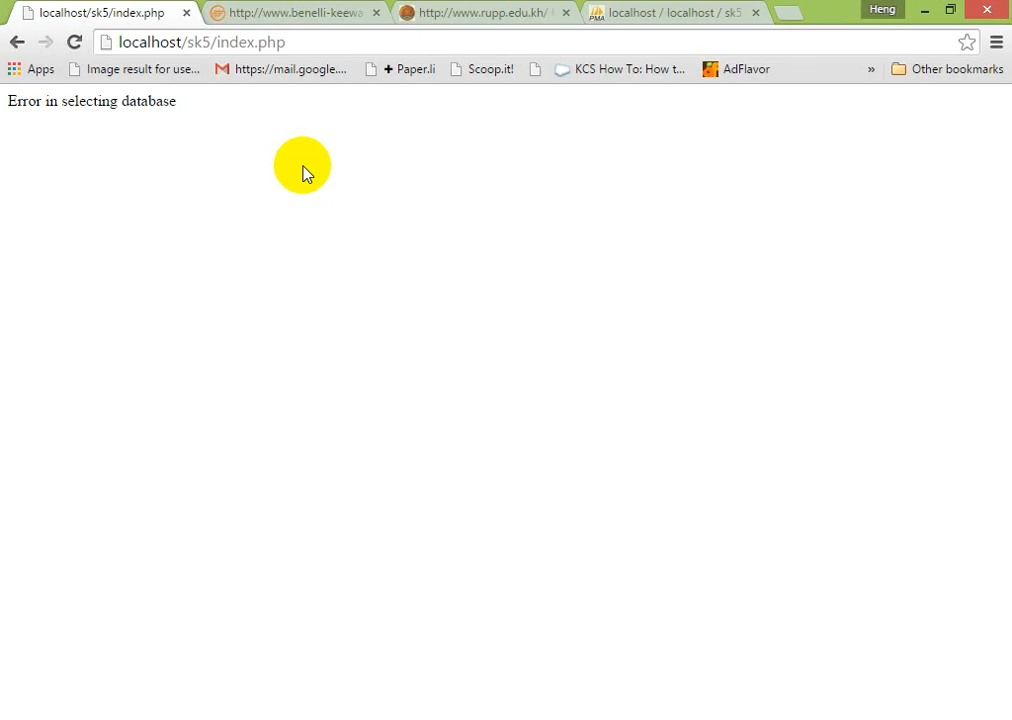 localhost/sk5/index.php
http://www.benelli-keewa
http://www.rupp.edu.kh/
PMA
localhost / localhost / sk5
Heng
localhost/sk5/index.php
Apps
Image result for use...
https://mail.google....
+ Paper.li
Scoop.it!
KCS How To: How t...
AdFlavor
»
Other bookmarks
Error in selecting database